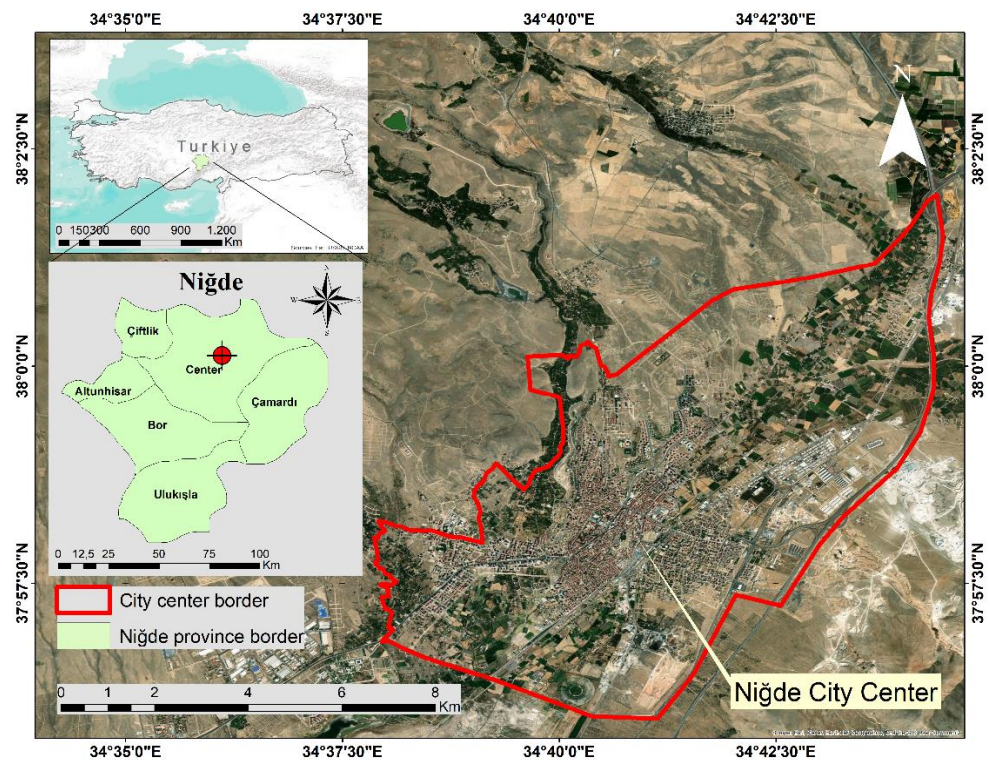 34°35'0"E 34°37'30"E 34°40'0"E 34°42'30"E
N
38°2'30"N 38°2'30"N
Turkiye
0 150300 600 900 1.200
Km
Niğde
N
W E
S
Çiftlik
Center
Altunhisar
Çamardı
Bor
Ulukışla
38°0'0"N 38°0'0"N
0 12,5 25 50 75 100
Km
37°57'30"N 37°57'30"N
City center border
Niğde province border
0 1 2 4 6 8
Km
Niğde City Center
34°35'0"E 34°37'30"E 34°40'0"E 34°42'30"E